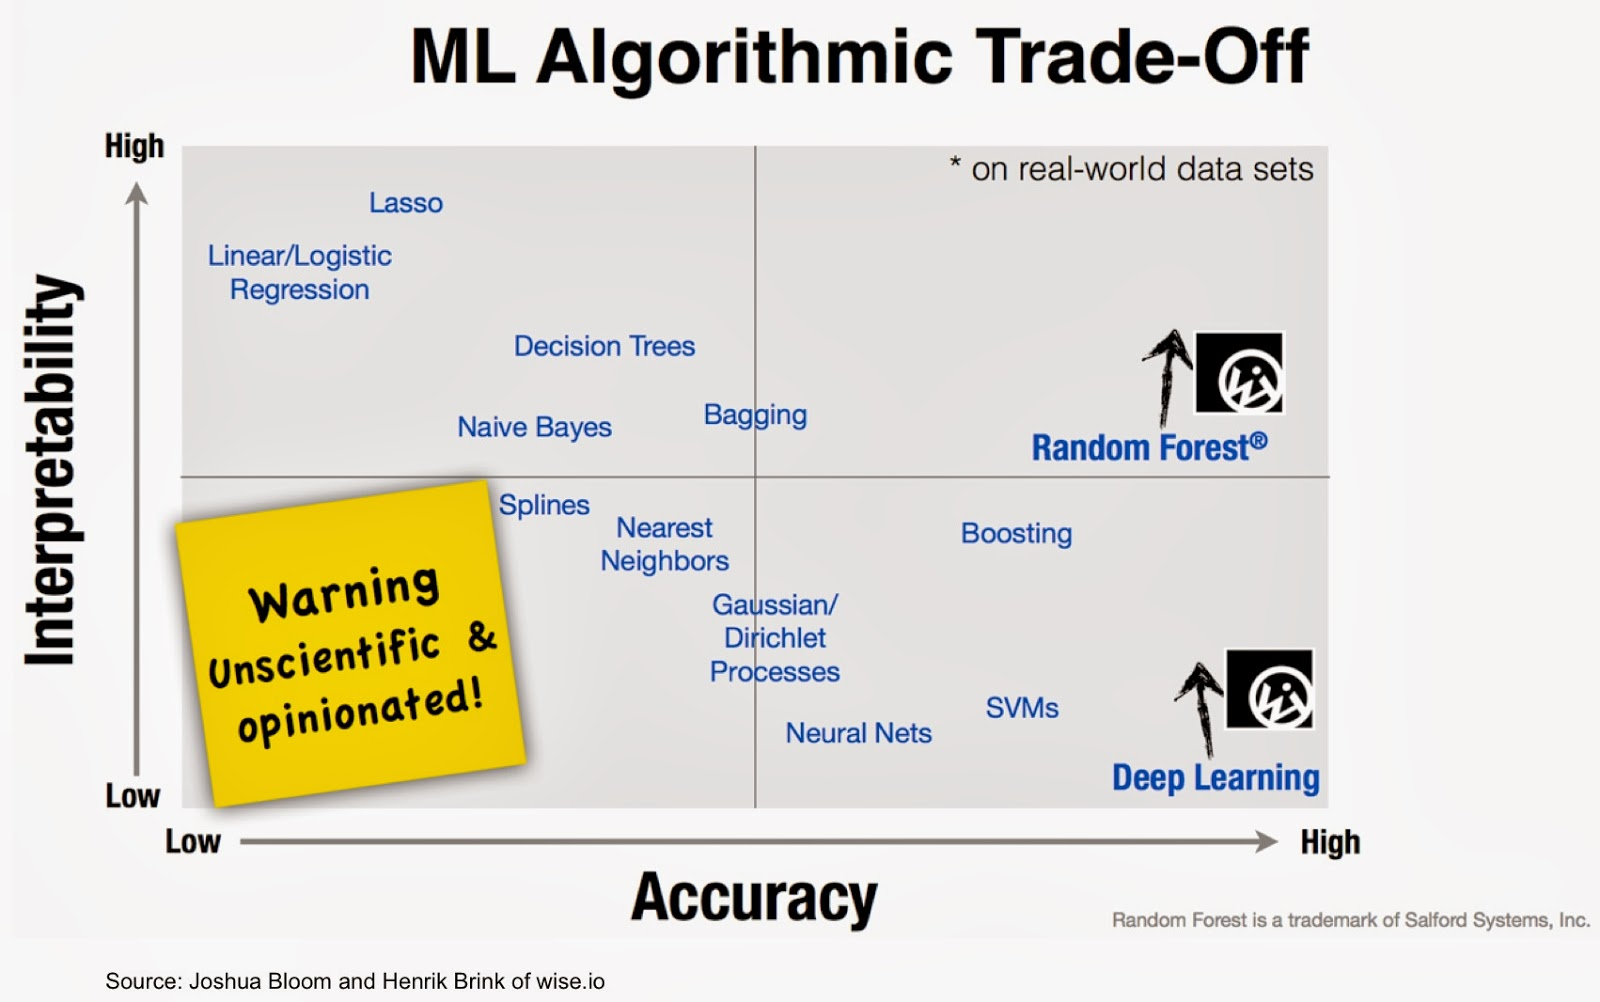 ML Algorithmic Trade-Off
High
* on real-world data sets
Lasso
Linear/Logistic
Regression
Decision Trees
Naive Bayes
Bagging
Random Forest®
Interpretability
Splines
Nearest
Neighbors
Boosting
Warning
Unscientific &
opinionated!
Gaussian/
Dirichlet
Processes
SVMs
Neural Nets
Deep Learning
Low
Low
High
Accuracy
Random Forest is a trademark of Salford Systems, Inc.
Source: Joshua Bloom and Henrik Brink of wise.io